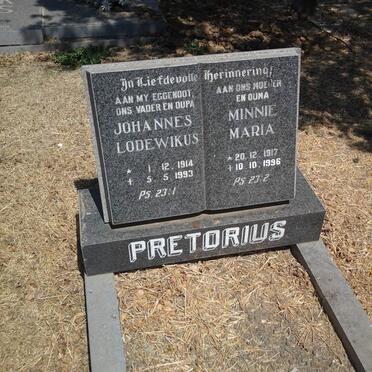 In Liefdevolle Herinnering
AAN MY EGGENOOT,
ONS VADER EN OUPA
JOHANNES
LODEWIKUS
* 1. 12. 1914
+ 5. 5. 1993
PS. 23:1
AAN ONS MOEDER
EN OUMA
MINNIE
MARIA
* 20. 12. 1917
+ 10. 10. 1996
PS. 23:2
PRETORIUS